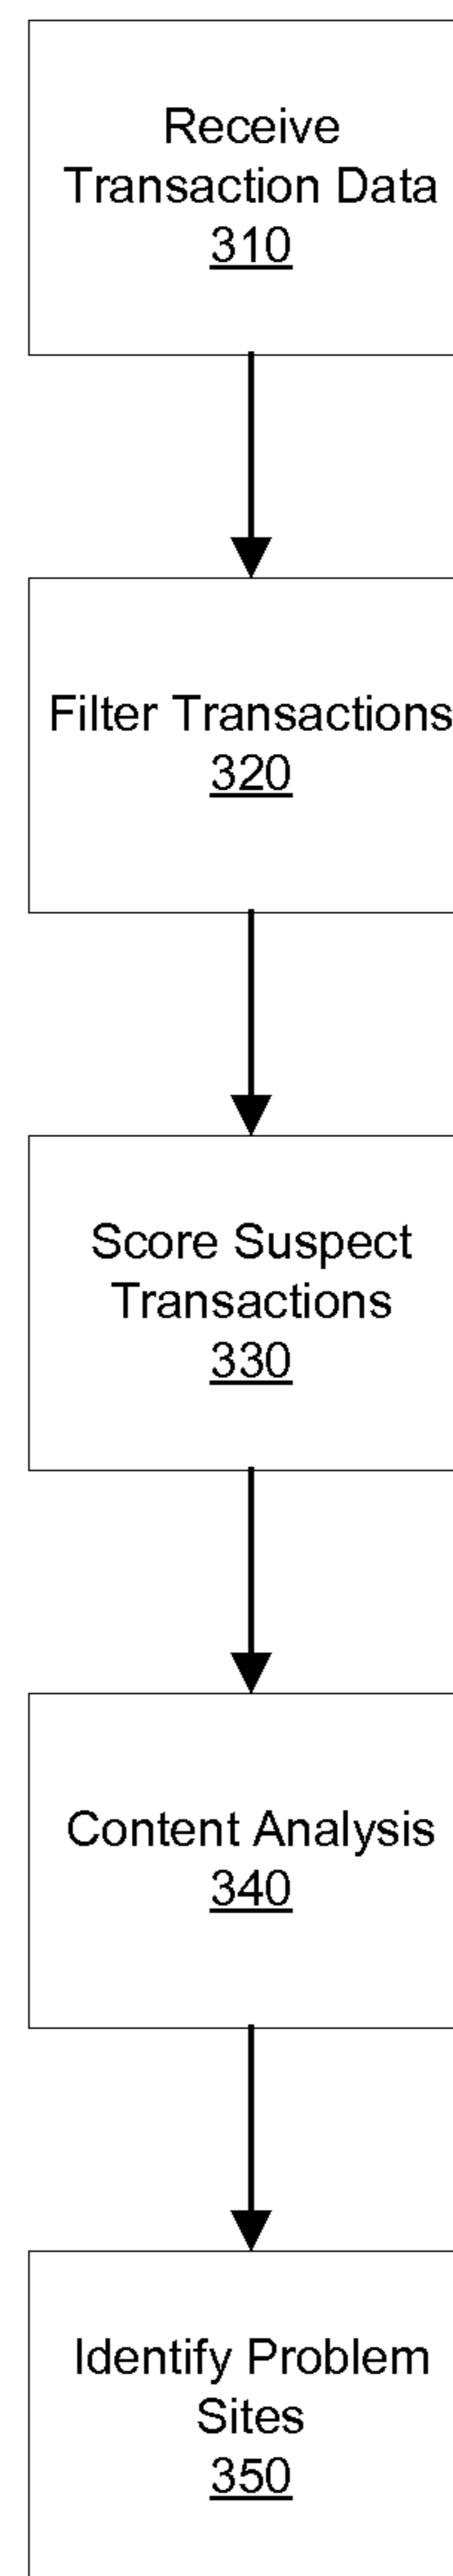 Receive
Transaction Data
310
Filter Transactions
320
Score Suspect
Transactions
330
Content Analysis
340
Identify Problem
Sites
350